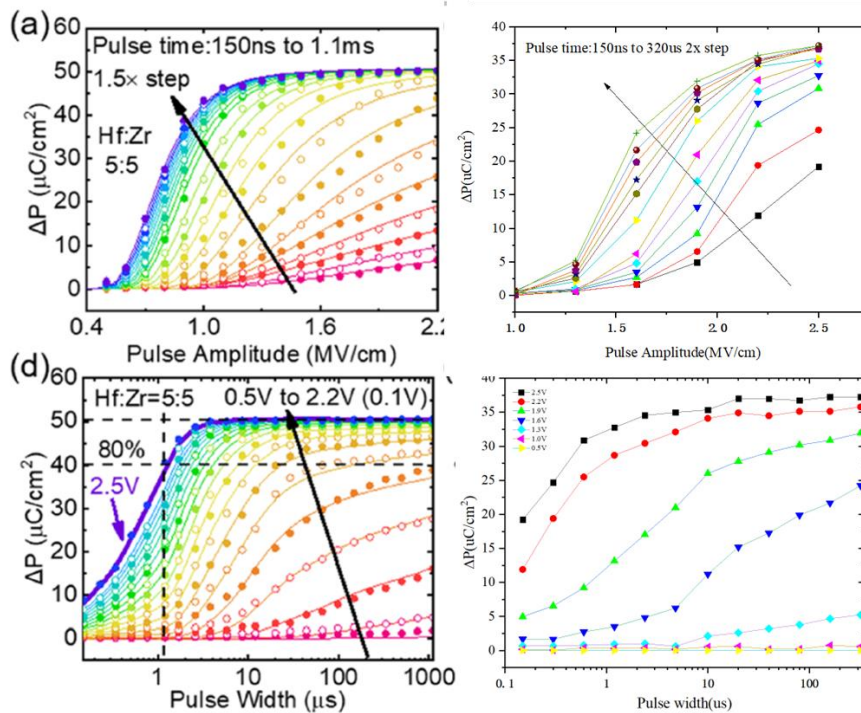 (a)
Pulse time:150ns to 1.1ms
1.5× step
Hf:Zr
5:5
ΔP (μC/cm²)
60
50
40
30
20
10
0
0.4
1.0
1.6
2.2
Pulse Amplitude (MV/cm)
Pulse time:150ns to 320us 2x step
ΔP(uC/cm²)
40
35
30
25
20
15
10
5
0
1.0
1.5
2.0
2.5
Pulse Amplitude(MV/cm)
(d)
Hf:Zr=5:5
0.5V to 2.2V (0.1V)
80%
2.5V
ΔP (μC/cm²)
60
50
40
30
20
10
0
1
10
100
1000
Pulse Width (μs)
2.5V
2.2V
1.9V
1.6V
1.3V
1.0V
0.5V
ΔP(uC/cm²)
40
35
30
25
20
15
10
5
0
0.1
1
10
100
Pulse width(us)